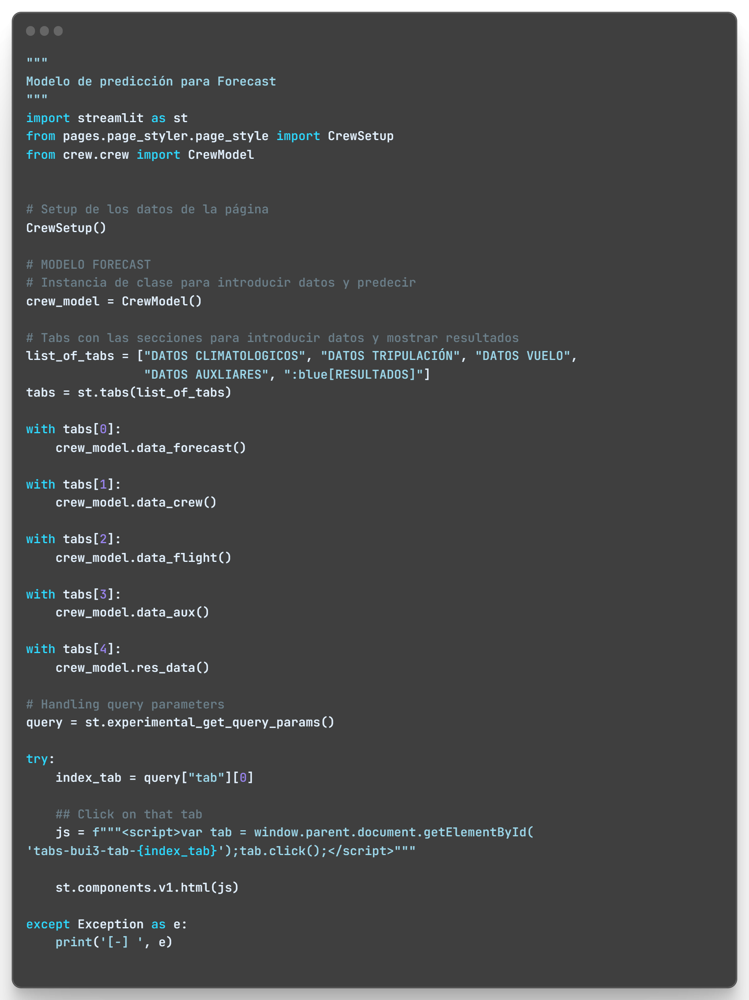 """
Modelo de predicción para Forecast
"""
import streamlit as st
from pages.page_styler.page_style import CrewSetup
from crew.crew import CrewModel
# Setup de los datos de la página
CrewSetup()
# MODELO FORECAST
# Instancia de clase para introducir datos y predecir
crew_model = CrewModel()
# Tabs con las secciones para introducir datos y mostrar resultados
list_of_tabs = ["DATOS CLIMATOLOGICOS", "DATOS TRIPULACIÓN", "DATOS VUELO",
                "DATOS AUXLIARES", ":blue[RESULTADOS]"]
tabs = st.tabs(list_of_tabs)
with tabs[0]:
    crew_model.data_forecast()
with tabs[1]:
    crew_model.data_crew()
with tabs[2]:
    crew_model.data_flight()
with tabs[3]:
    crew_model.data_aux()
with tabs[4]:
    crew_model.res_data()
# Handling query parameters
query = st.experimental_get_query_params()
try:
    index_tab = query["tab"][0]
    ## Click on that tab
    js = f"""<script>var tab = window.parent.document.getElementById(
'tabs-bui3-tab-{index_tab}');tab.click();</script>"""
    st.components.v1.html(js)
except Exception as e:
    print('[-] ', e)